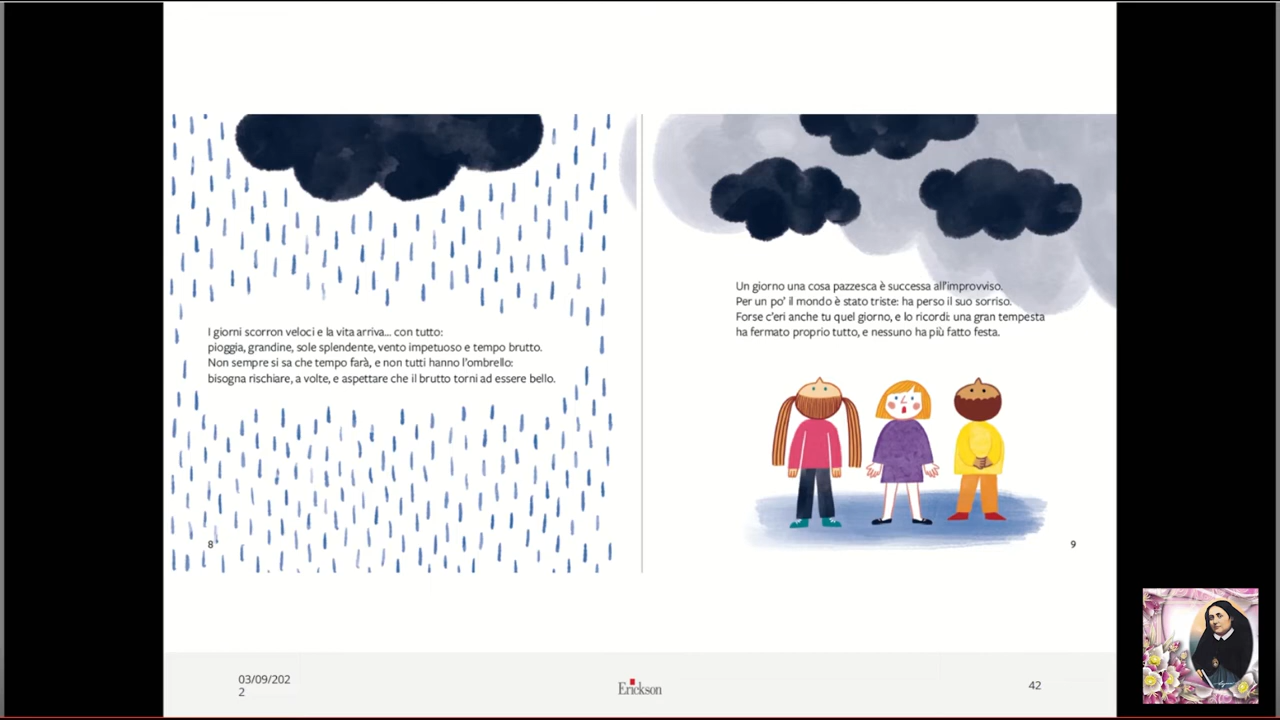 I giorni scorron veloci e la vita arriva... con tutto:
pioggia, grandine, sole splendente, vento impetuoso e tempo brutto.
Non sempre si sa che tempo farà, e non tutti hanno l'ombrello:
bisogna rischiare, a volte, e aspettare che il brutto torni ad essere bello.
8
Un giorno una cosa pazzesca è successa all'improvviso.
Per un po' il mondo è stato triste: ha perso il suo sorriso.
Forse c'eri anche tu quel giorno, e lo ricordi: una gran tempesta
ha fermato proprio tutto, e nessuno ha più fatto festa.
9
03/09/202
2
Erickson
42